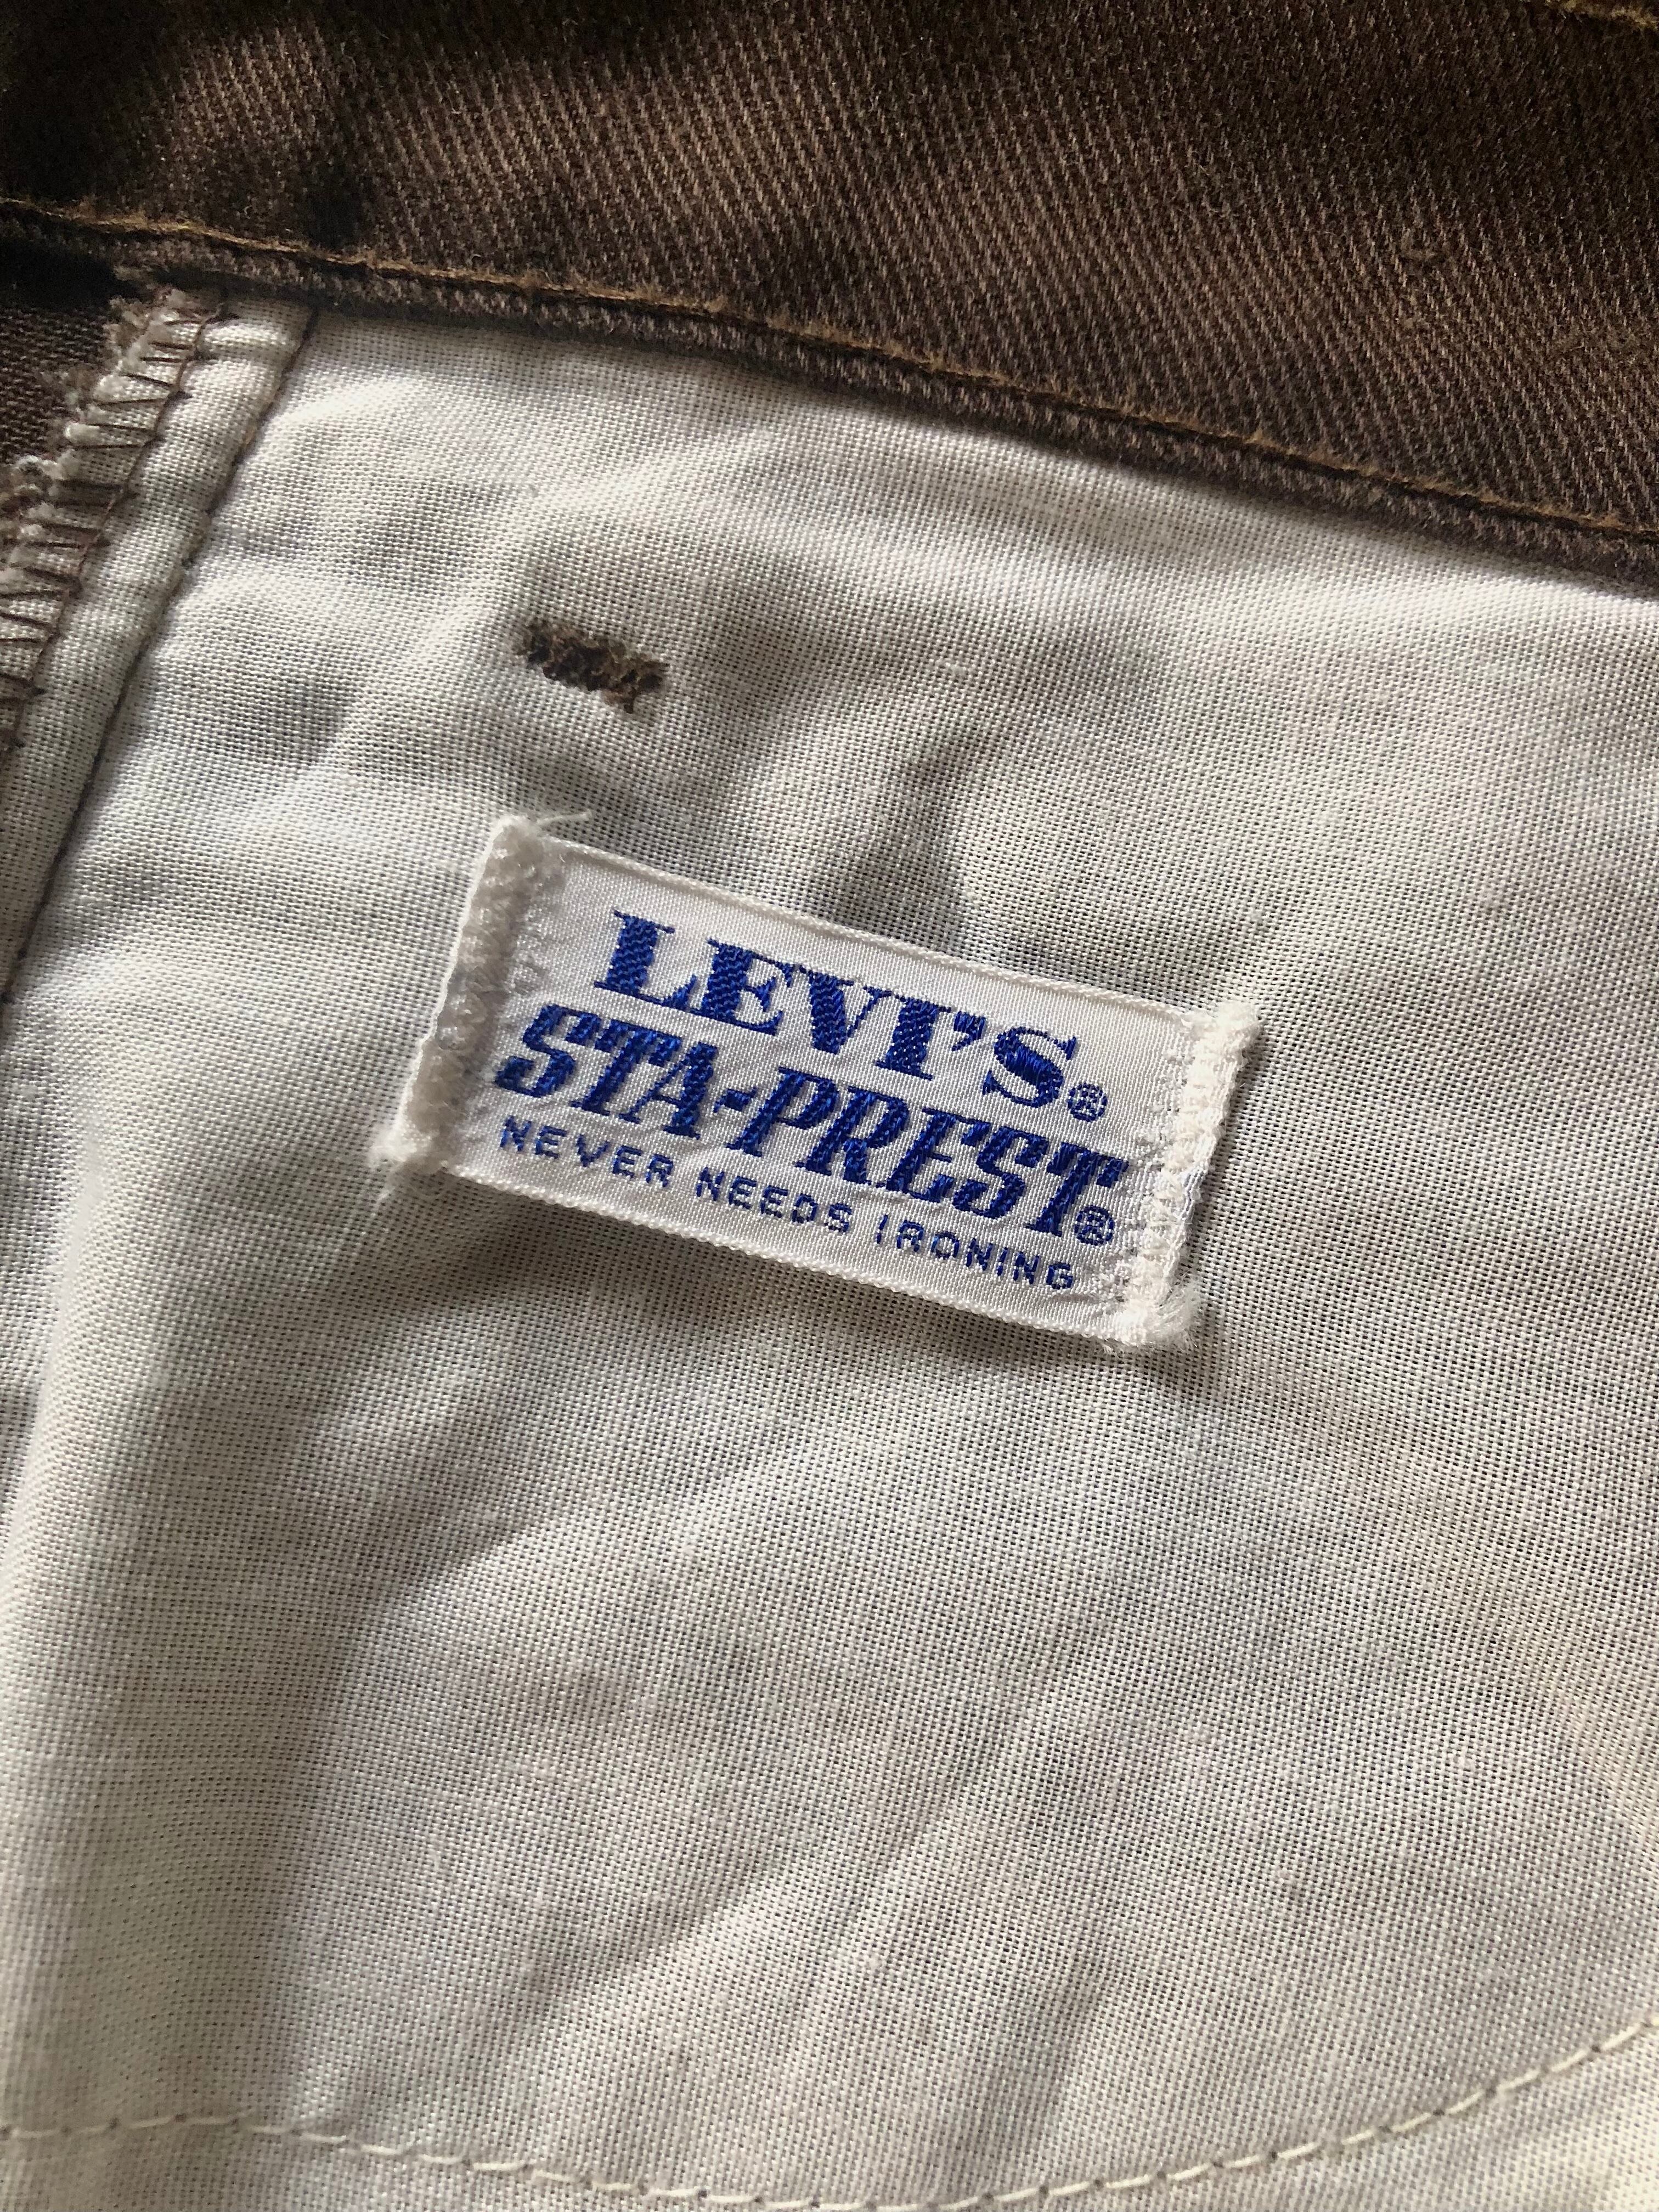 LEVI'S®
STA-PREST®
NEVER NEEDS IRONING